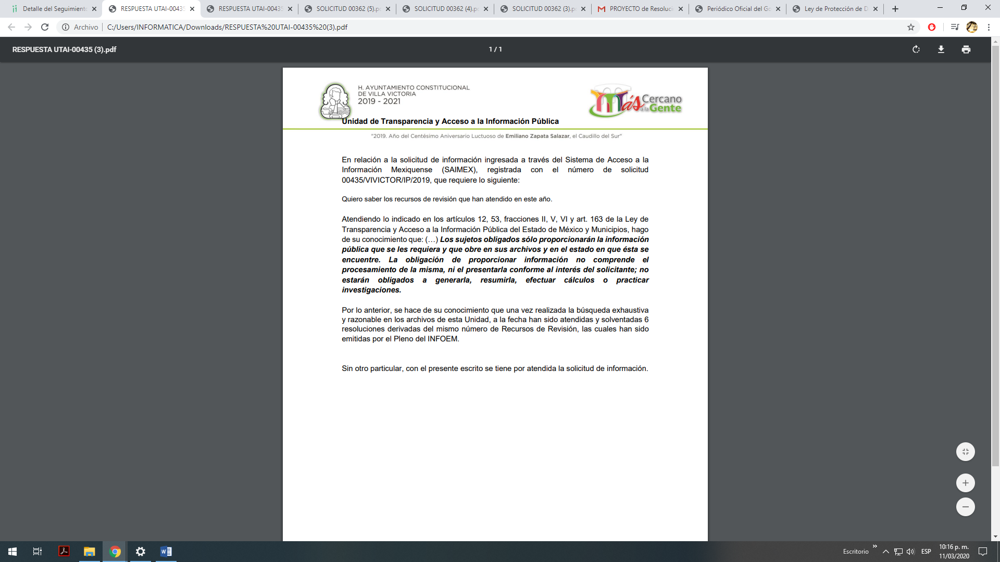 Detalle del Seguimiento
RESPUESTA UTAI-00435
RESPUESTA UTAI-00435
SOLICITUD 00362 (5).pd
SOLICITUD 00362 (4).pd
SOLICITUD 00362 (3).p
PROYECTO de Resoluci
Periódico Oficial del Go
Ley de Protección de D
Archivo
C:/Users/INFORMATICA/Downloads/RESPUESTA%20UTAI-00435%20(3).pdf
RESPUESTA UTAI-00435 (3).pdf
1 / 1
H. AYUNTAMIENTO CONSTITUCIONAL
DE VILLA VICTORIA
2019 - 2021
Más Cercano
a la Gente
Unidad de Transparencia y Acceso a la Información Pública
"2019. Año del Centésimo Aniversario Luctuoso de Emiliano Zapata Salazar, el Caudillo del Sur"
En relación a la solicitud de información ingresada a través del Sistema de Acceso a la
Información Mexiquense (SAIMEX), registrada con el número de solicitud
00435/VIVICTOR/IP/2019, que requiere lo siguiente:
Quiero saber los recursos de revisión que han atendido en este año.
Atendiendo lo indicado en los artículos 12, 53, fracciones II, V, VI y art. 163 de la Ley de
Transparencia y Acceso a la Información Pública del Estado de México y Municipios, hago
de su conocimiento que: (…) Los sujetos obligados sólo proporcionarán la información
pública que se les requiera y que obre en sus archivos y en el estado en que ésta se
encuentre. La obligación de proporcionar información no comprende el
procesamiento de la misma, ni el presentarla conforme al interés del solicitante; no
estarán obligados a generarla, resumirla, efectuar cálculos o practicar
investigaciones.
Por lo anterior, se hace de su conocimiento que una vez realizada la búsqueda exhaustiva
y razonable en los archivos de esta Unidad, a la fecha han sido atendidas y solventadas 6
resoluciones derivadas del mismo número de Recursos de Revisión, las cuales han sido
emitidas por el Pleno del INFOEM.
Sin otro particular, con el presente escrito se tiene por atendida la solicitud de información.
Escritorio
ESP
10:16 p. m.
11/03/2020